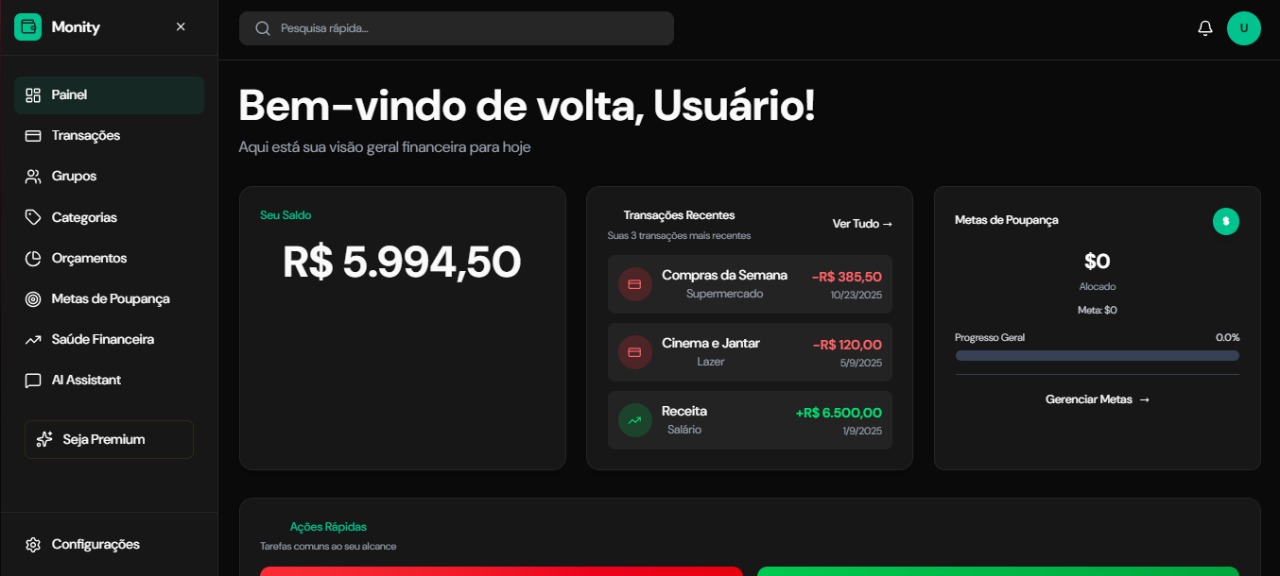 Monity
×
Pesquisa rápida...
U
Painel
Transações
Grupos
Categorias
Orçamentos
Metas de Poupança
Saúde Financeira
AI Assistant
Seja Premium
Configurações
Bem-vindo de volta, Usuário!
Aqui está sua visão geral financeira para hoje
Seu Saldo
R$ 5.994,50
Transações Recentes
Suas 3 transações mais recentes
Ver Tudo →
Compras da Semana
Supermercado
-R$ 385,50
10/23/2025
Cinema e Jantar
Lazer
-R$ 120,00
5/9/2025
Receita
Salário
+R$ 6.500,00
1/9/2025
Metas de Poupança
$
$0
Alocado
Meta: $0
Progresso Geral 0.0%
Gerenciar Metas →
Ações Rápidas
Tarefas comuns ao seu alcance